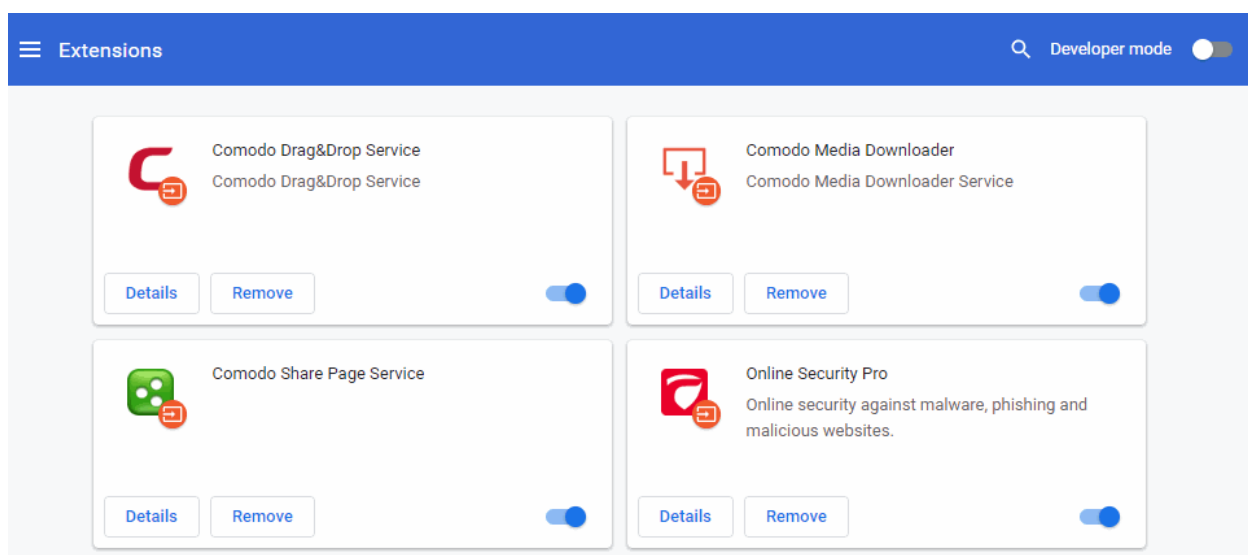 Extensions
Developer mode
Comodo Drag&Drop Service
Comodo Drag&Drop Service
Details
Remove
Comodo Media Downloader
Comodo Media Downloader Service
Details
Remove
Comodo Share Page Service
Details
Remove
Online Security Pro
Online security against malware, phishing and
malicious websites.
Details
Remove